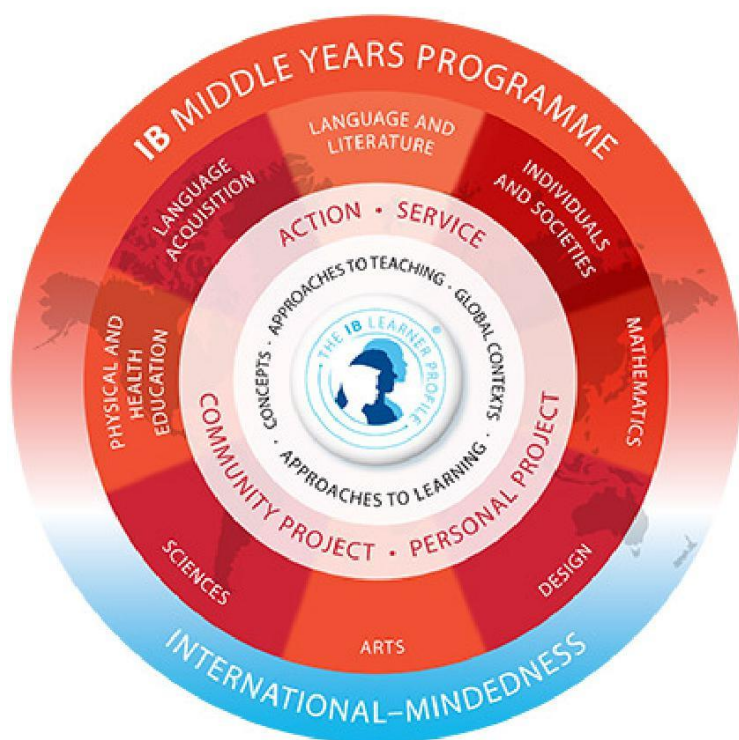 IB MIDDLE YEARS PROGRAMME
LANGUAGE AND
LITERATURE
INDIVIDUALS
AND SOCIETIES
MATHEMATICS
DESIGN
ARTS
SCIENCES
PHYSICAL AND
HEALTH
EDUCATION
LANGUAGE
ACQUISITION
ACTION • SERVICE
COMMUNITY PROJECT • PERSONAL PROJECT
APPROACHES TO TEACHING · GLOBAL CONTEXTS ·
· CONCEPTS ·
APPROACHES TO LEARNING
THE IB LEARNER PROFILE ®
INTERNATIONAL–MINDEDNESS